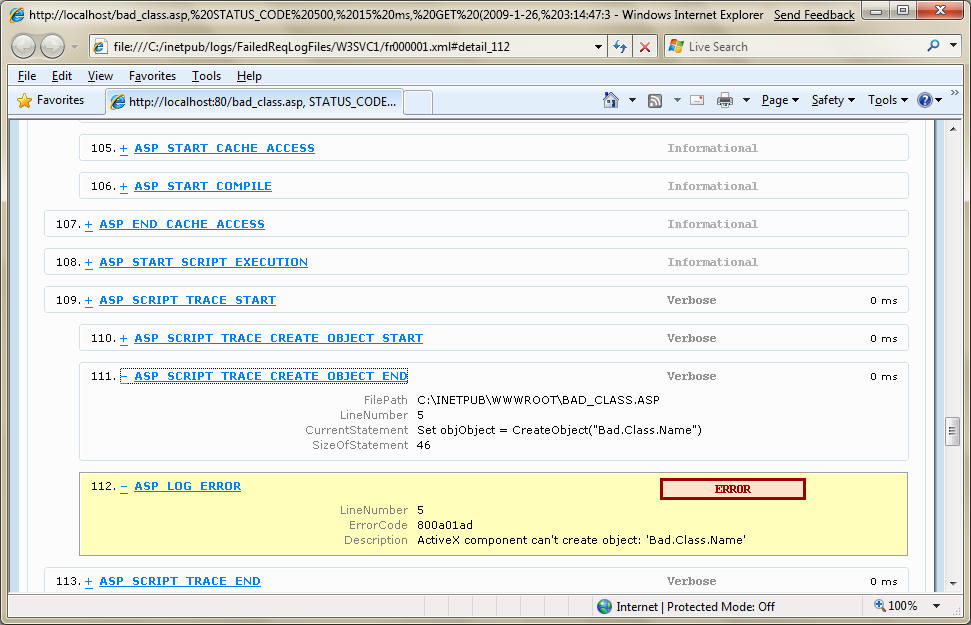 http://localhost/bad_class.asp,%20STATUS_CODE%20500,%2015%20ms,%20GET%20(2009-1-26,%203:14:47:3 - Windows Internet Explorer Send Feedback
file:///C:/inetpub/logs/FailedReqLogFiles/W3SVC1/fr000001.xml#detail_112 Live Search
File Edit View Favorites Tools Help
Favorites http://localhost:80/bad_class.asp, STATUS_CODE... Page Safety Tools
105. + ASP_START_CACHE_ACCESS Informational
106. + ASP_START_COMPILE Informational
107. + ASP_END_CACHE_ACCESS Informational
108. + ASP_START_SCRIPT_EXECUTION Informational
109. + ASP_SCRIPT_TRACE_START Verbose 0 ms
110. + ASP_SCRIPT_TRACE_CREATE_OBJECT_START Verbose 0 ms
111. - ASP_SCRIPT_TRACE_CREATE_OBJECT_END Verbose 0 ms
FilePath C:\INETPUB\WWWROOT\BAD_CLASS.ASP
LineNumber 5
CurrentStatement Set objObject = CreateObject("Bad.Class.Name")
SizeOfStatement 46
112. - ASP_LOG_ERROR ERROR
LineNumber 5
ErrorCode 800a01ad
Description ActiveX component can't create object: 'Bad.Class.Name'
113. + ASP_SCRIPT_TRACE_END Verbose 0 ms
Internet | Protected Mode: Off 100%